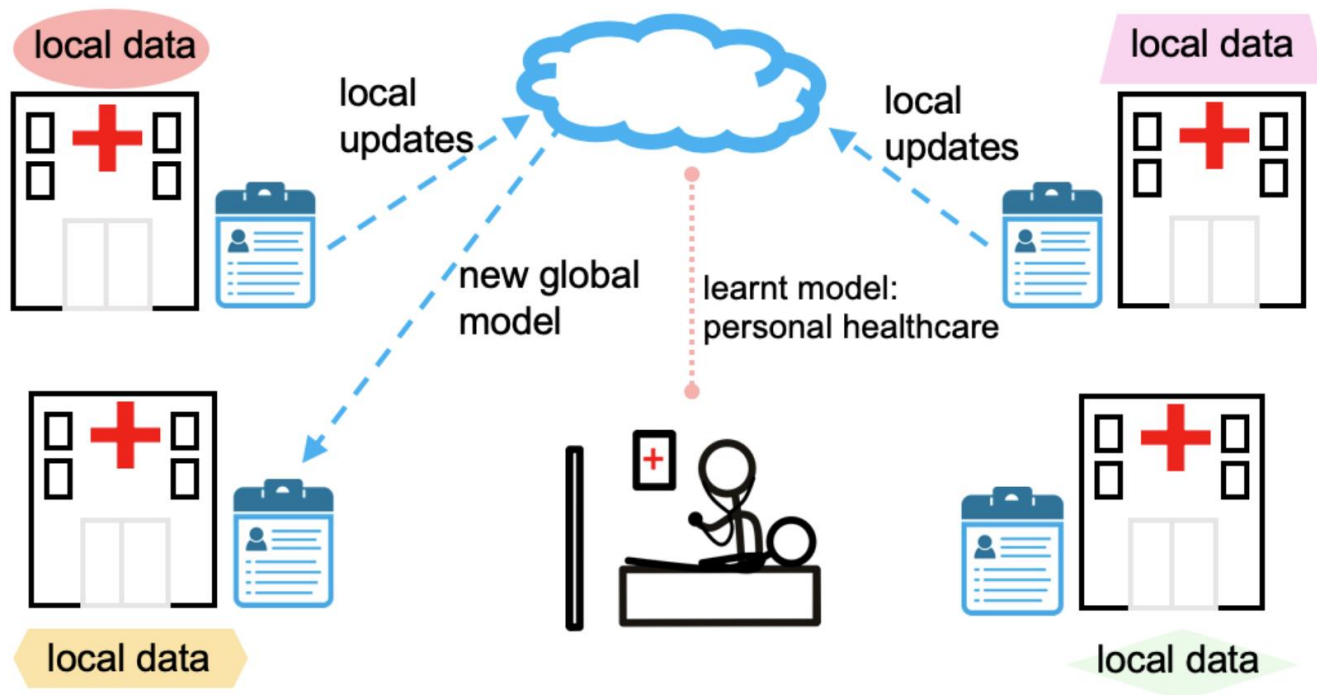 local data
local data
local
updates
local
updates
new global
model
learnt model:
personal healthcare
local data
local data